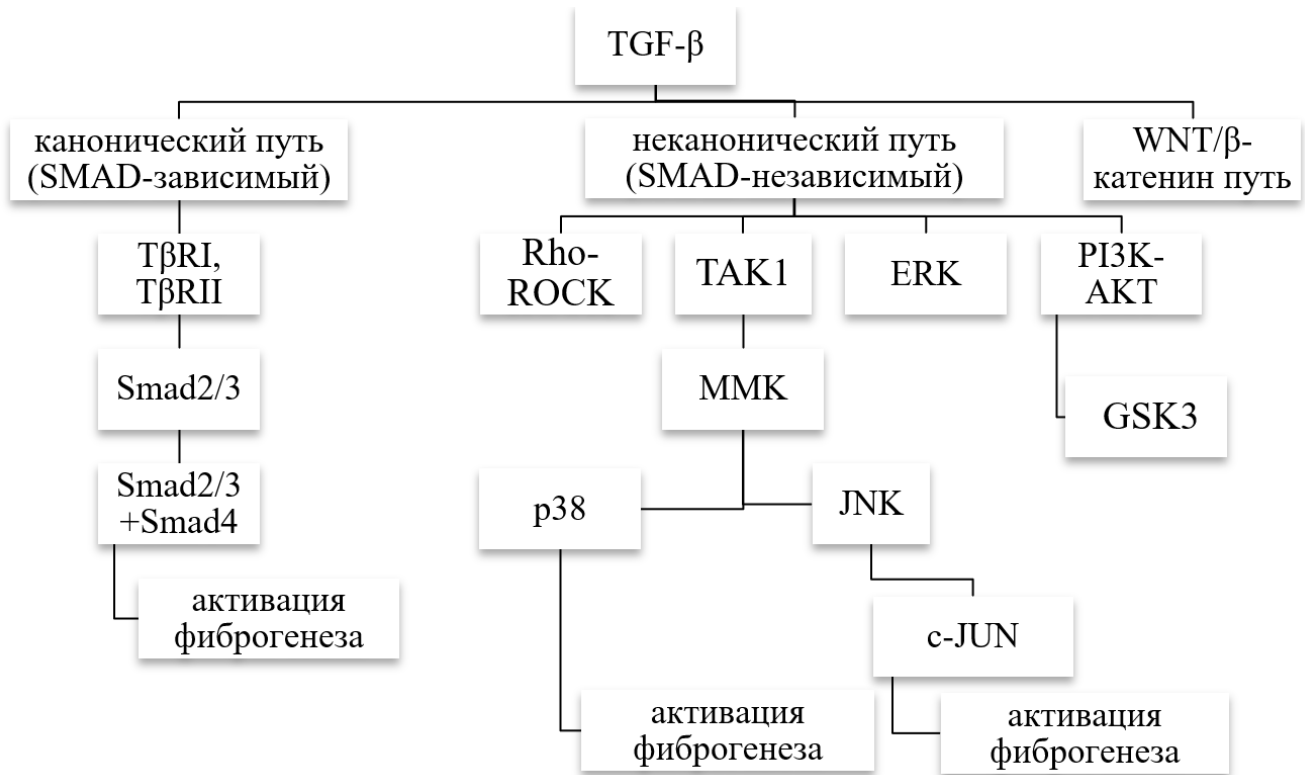 TGF-β
канонический путь
(SMAD-зависимый)
неканонический путь
(SMAD-независимый)
WNT/β-
катенин путь
TβRI,
TβRII
Rho-
ROCK
TAK1
ERK
PI3K-
AKT
Smad2/3
MMK
GSK3
Smad2/3
+Smad4
p38
JNK
активация
фиброгенеза
c-JUN
активация
фиброгенеза
активация
фиброгенеза